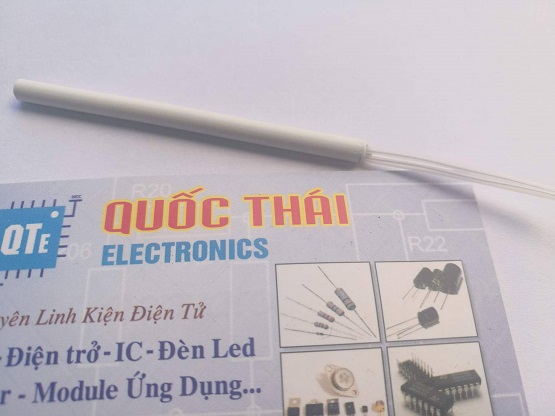 R20
QTE
06
QUỐC THÁI
ELECTRONICS
R22
yên Linh Kiện Điện Tử
- Điện trở - IC - Đèn Led
r - Module Ứng Dụng...